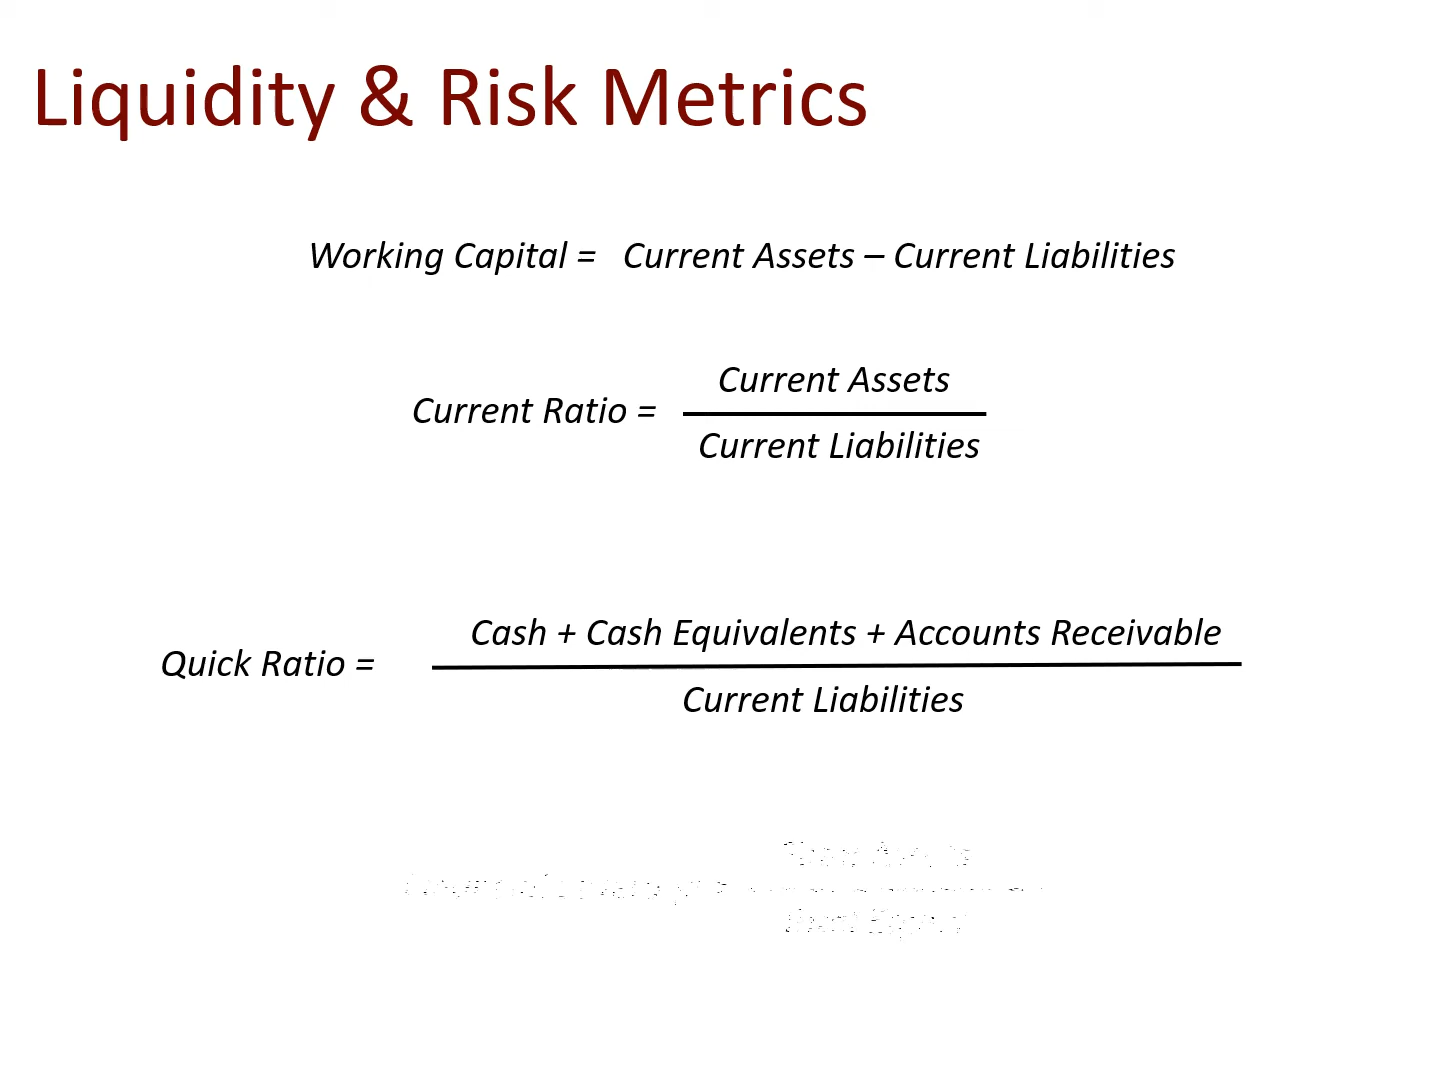 Liquidity & Risk Metrics
Working Capital = Current Assets – Current Liabilities
Current Assets
Current Ratio =
Current Liabilities
Cash + Cash Equivalents + Accounts Receivable
Quick Ratio =
Current Liabilities